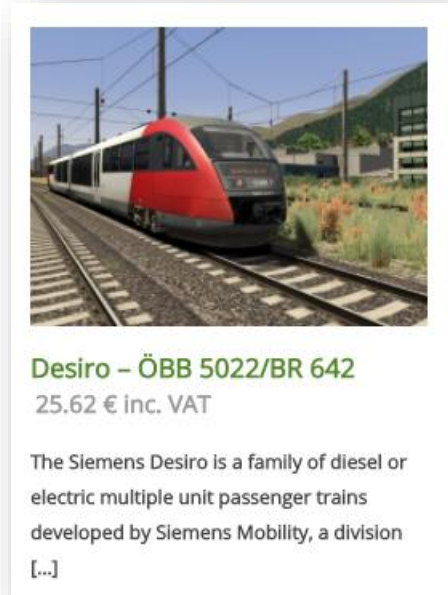 Desiro – ÖBB 5022/BR 642
25.62 € inc. VAT
The Siemens Desiro is a family of diesel or
electric multiple unit passenger trains
developed by Siemens Mobility, a division
[...]